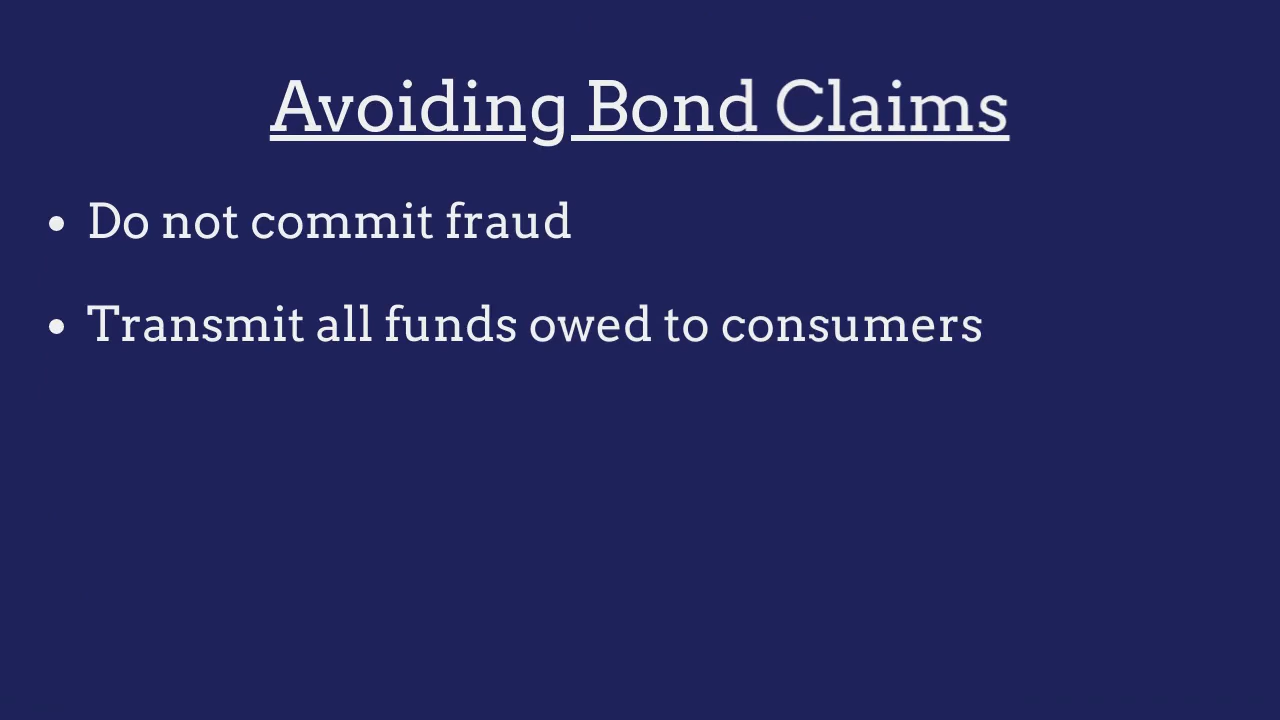 Avoiding Bond Claims
• Do not commit fraud
• Transmit all funds owed to consumers